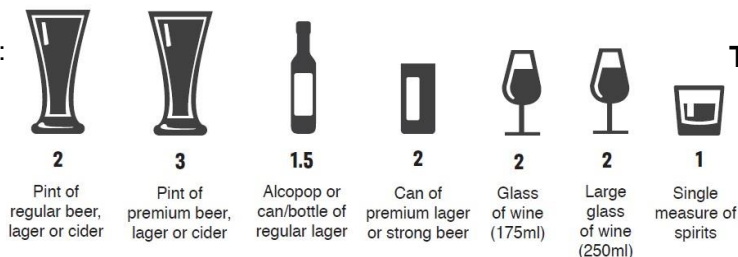 :
T
2
3
1.5
2
2
2
1
Pint of
regular beer,
lager or cider
Pint of
premium beer,
lager or cider
Alcopop or
can/bottle of
regular lager
Can of
premium lager
or strong beer
Glass
of wine
(175ml)
Large
glass
of wine
(250ml)
Single
measure of
spirits